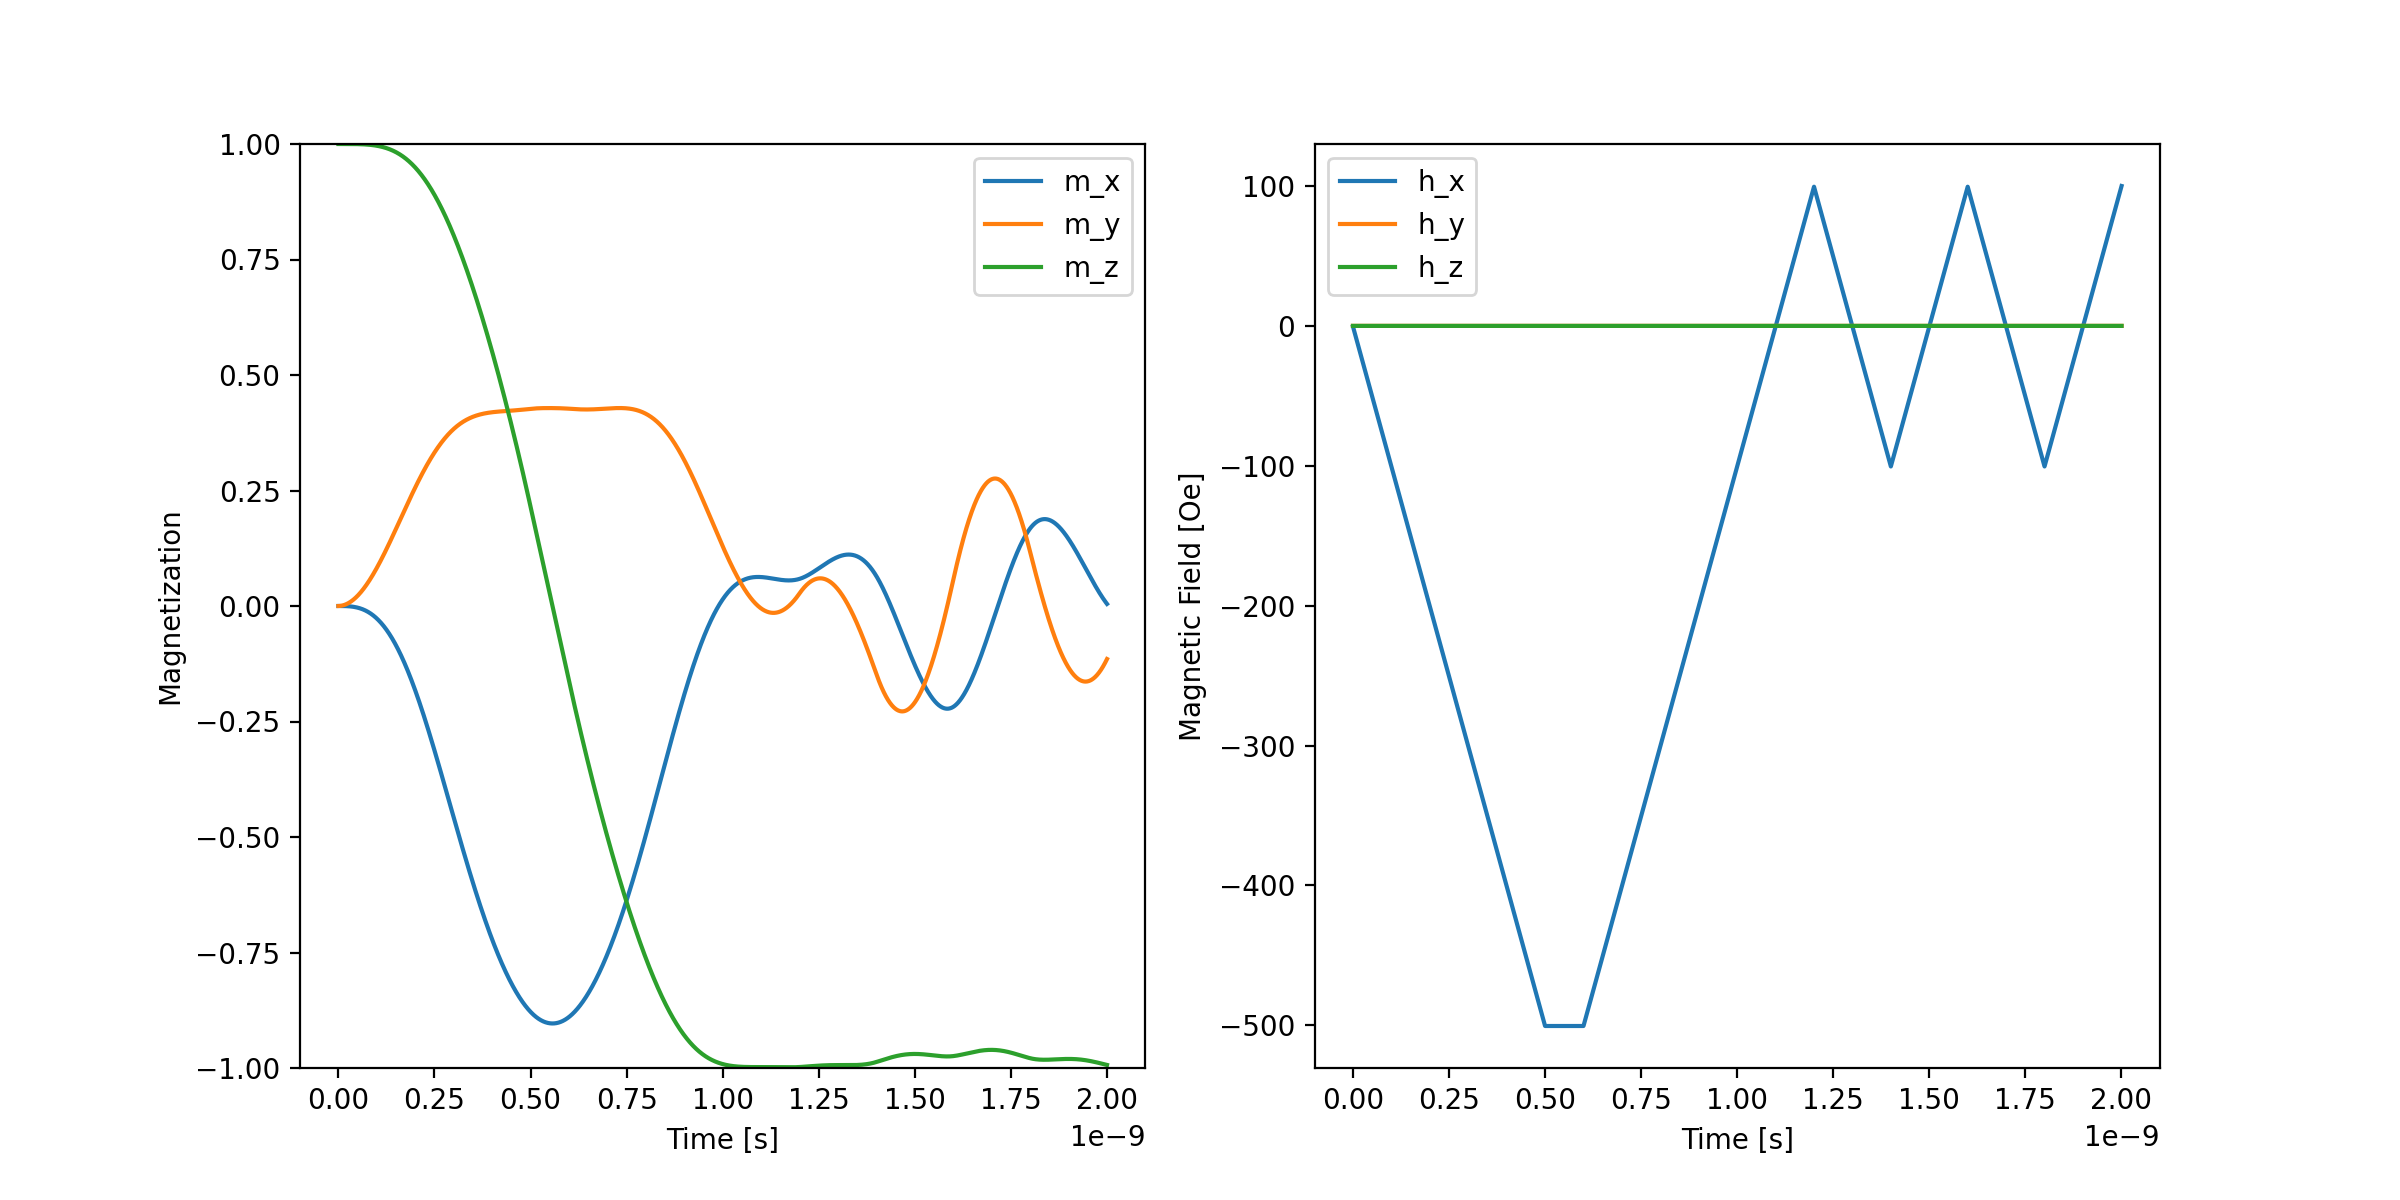 m_x
m_y
m_z
1.00
0.75
0.50
0.25
0.00
−0.25
−0.50
−0.75
−1.00
Magnetization
0.00 0.25 0.50 0.75 1.00 1.25 1.50 1.75 2.00
Time [s]
1e−9
h_x
h_y
h_z
100
0
−100
−200
−300
−400
−500
Magnetic Field [Oe]
0.00 0.25 0.50 0.75 1.00 1.25 1.50 1.75 2.00
Time [s]
1e−9